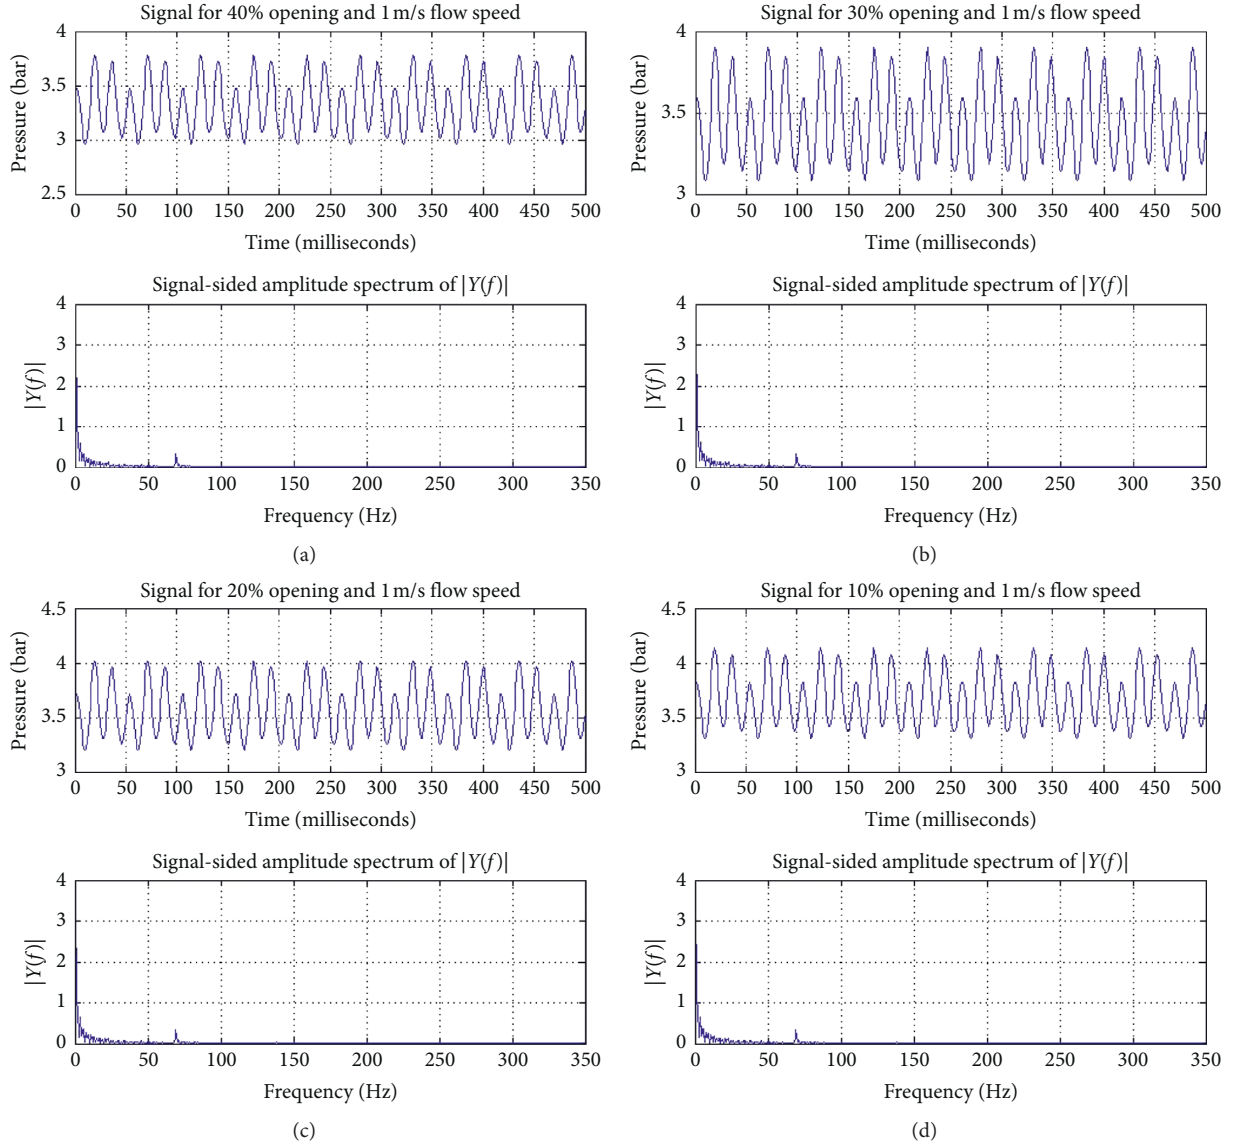 Signal for 40% opening and 1 m/s flow speed
Pressure (bar)
4
3.5
3
2.5
0 50 100 150 200 250 300 350 400 450 500
Time (milliseconds)
Signal-sided amplitude spectrum of |Y(f)|
|Y(f)|
4
3
2
1
0
0 50 100 150 200 250 300 350
Frequency (Hz)
(a)
Signal for 30% opening and 1 m/s flow speed
Pressure (bar)
4
3.5
3
0 50 100 150 200 250 300 350 400 450 500
Time (milliseconds)
Signal-sided amplitude spectrum of |Y(f)|
|Y(f)|
4
3
2
1
0
0 50 100 150 200 250 300 350
Frequency (Hz)
(b)
Signal for 20% opening and 1 m/s flow speed
Pressure (bar)
4.5
4
3.5
3
0 50 100 150 200 250 300 350 400 450 500
Time (milliseconds)
Signal-sided amplitude spectrum of |Y(f)|
|Y(f)|
4
3
2
1
0
0 50 100 150 200 250 300 350
Frequency (Hz)
(c)
Signal for 10% opening and 1 m/s flow speed
Pressure (bar)
4.5
4
3.5
3
0 50 100 150 200 250 300 350 400 450 500
Time (milliseconds)
Signal-sided amplitude spectrum of |Y(f)|
|Y(f)|
4
3
2
1
0
0 50 100 150 200 250 300 350
Frequency (Hz)
(d)